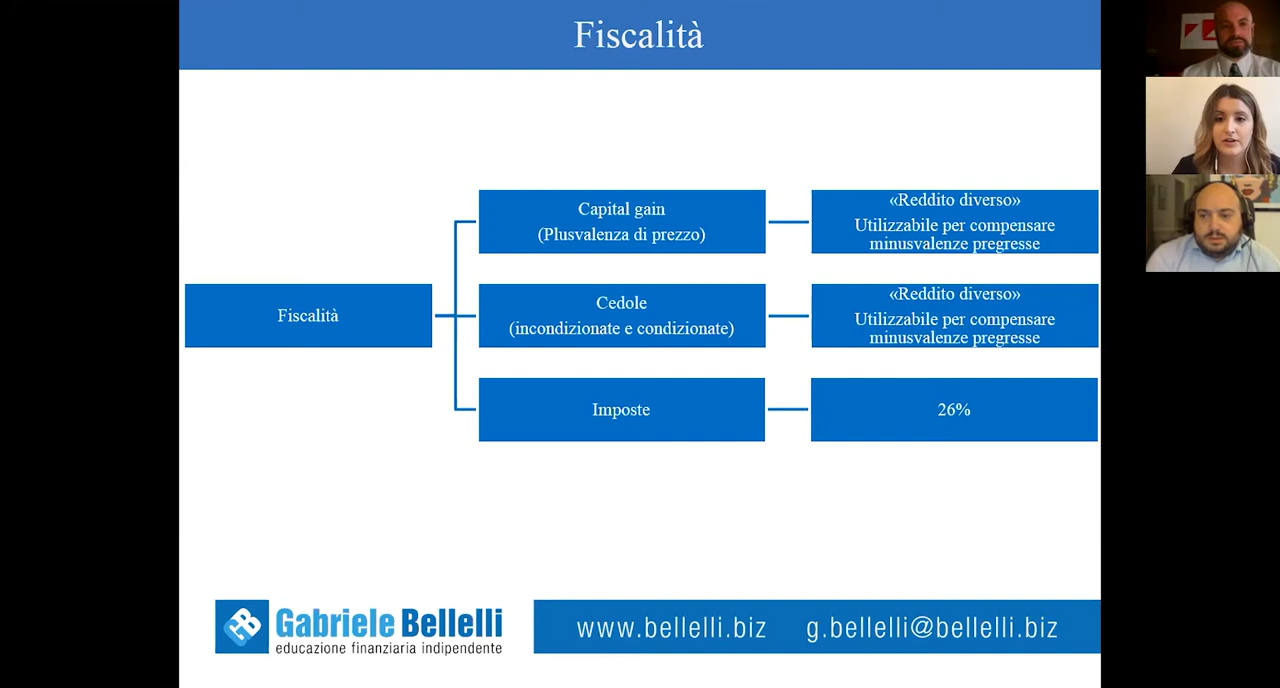 Fiscalità
Capital gain
(Plusvalenza di prezzo)
«Reddito diverso»
Utilizzabile per compensare
minusvalenze pregresse
Fiscalità
Cedole
(incondizionate e condizionate)
«Reddito diverso»
Utilizzabile per compensare
minusvalenze pregresse
Imposte
26%
GB
Gabriele Bellelli
educazione finanziaria indipendente
www.bellelli.biz g.bellelli@bellelli.biz